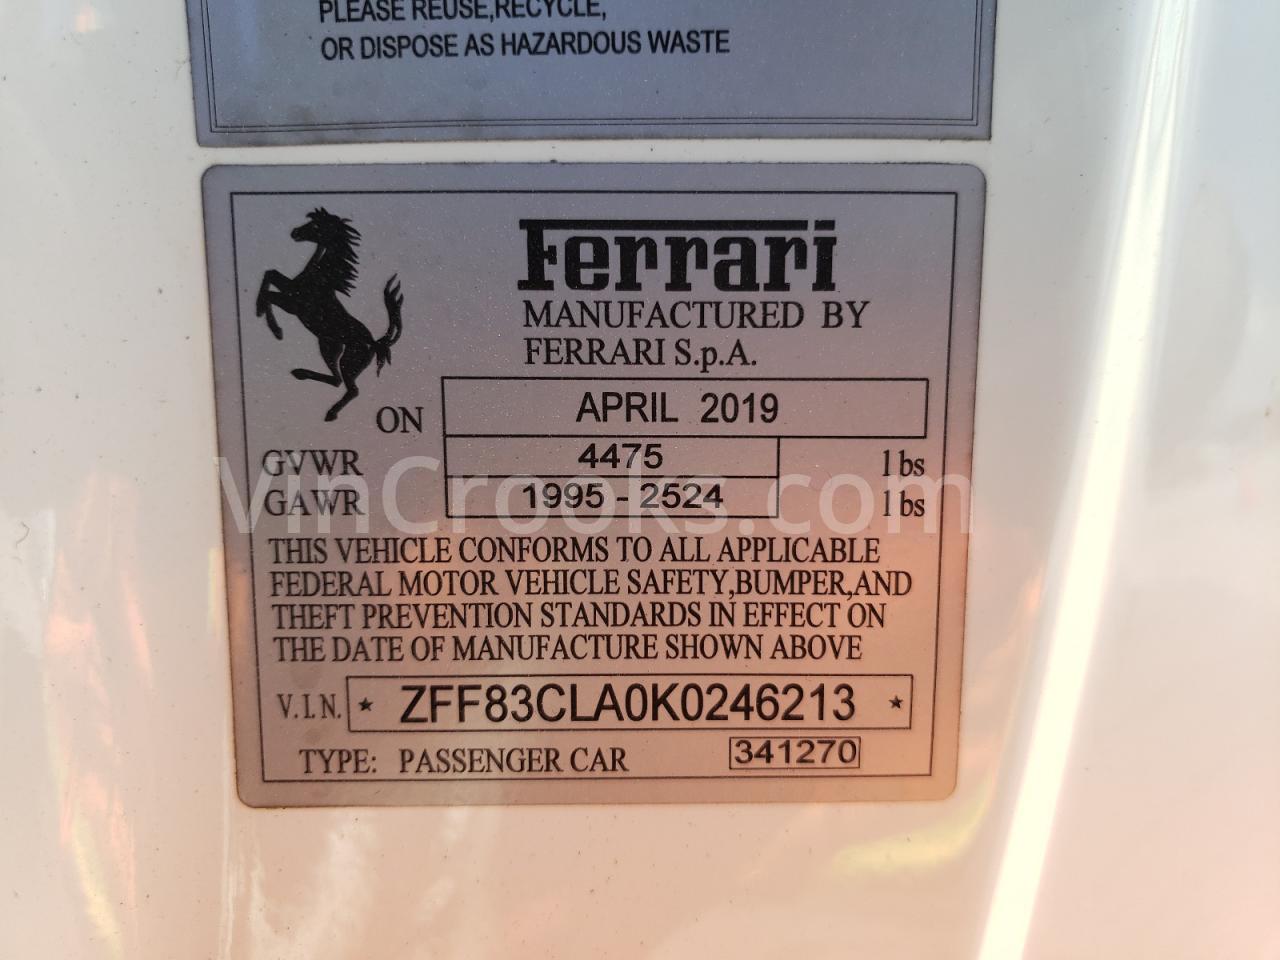 PLEASE REUSE,RECYCLE,
OR DISPOSE AS HAZARDOUS WASTE
Ferrari
MANUFACTURED BY
FERRARI S.p.A.
ON APRIL 2019
GVWR 4475 lbs
GAWR 1995 - 2524 lbs
VinCrooks.com
THIS VEHICLE CONFORMS TO ALL APPLICABLE
FEDERAL MOTOR VEHICLE SAFETY,BUMPER,AND
THEFT PREVENTION STANDARDS IN EFFECT ON
THE DATE OF MANUFACTURE SHOWN ABOVE
V.I.N. * ZFF83CLA0K0246213 *
TYPE: PASSENGER CAR 341270